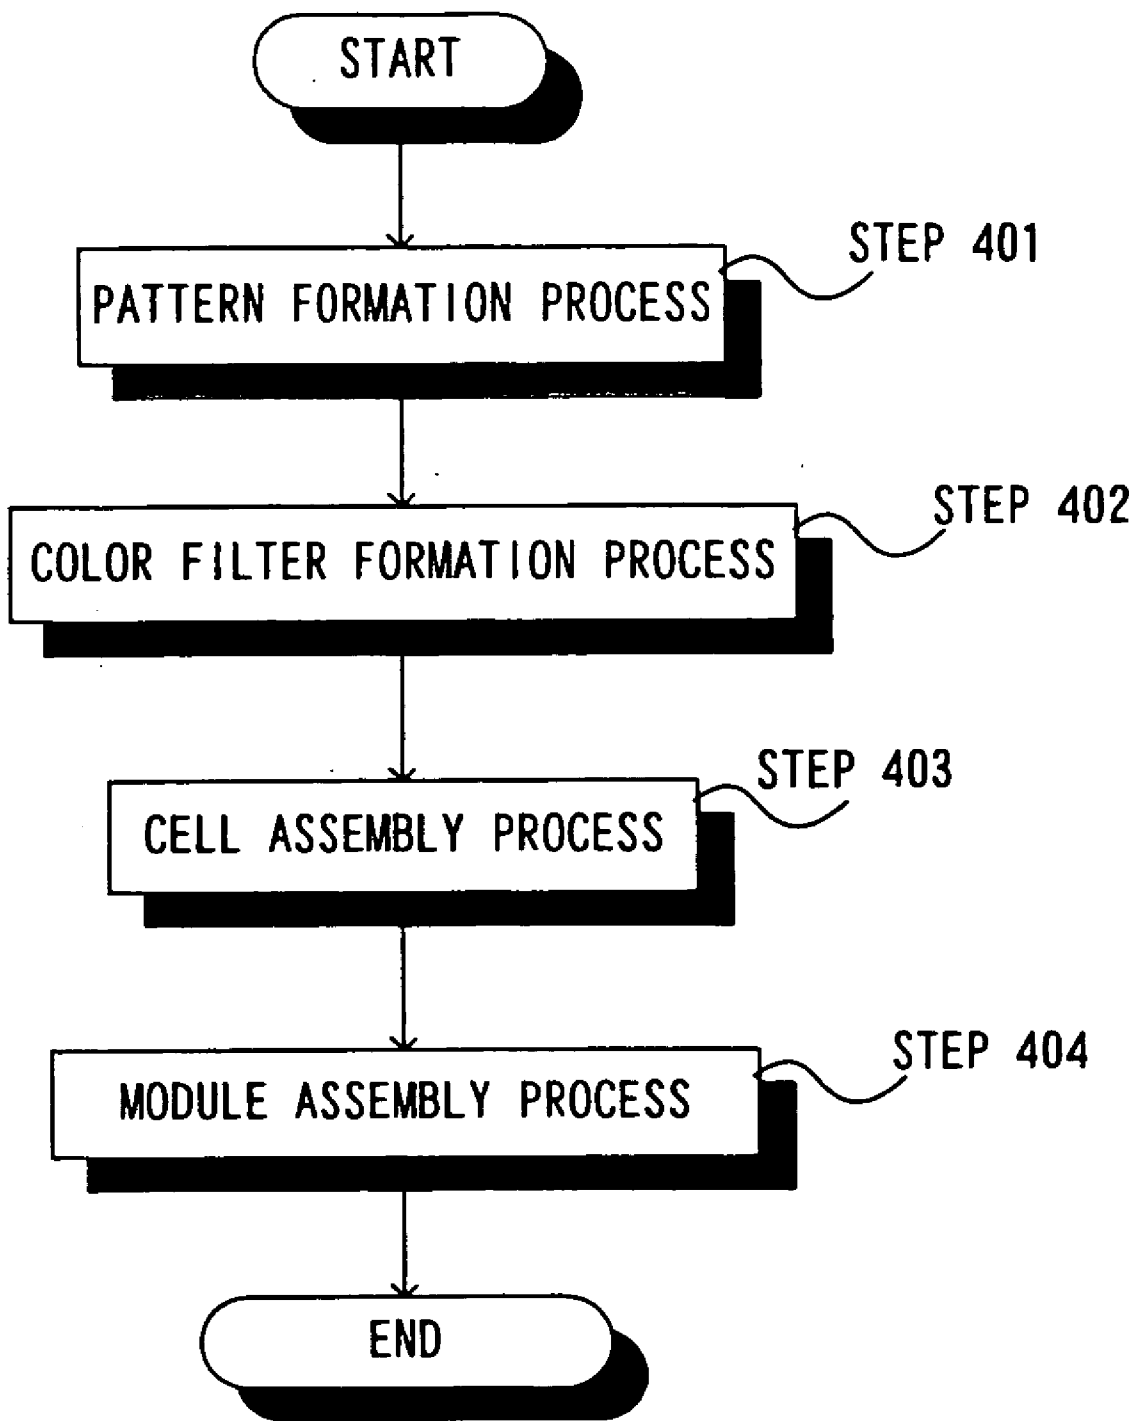 START
STEP 401
PATTERN FORMATION PROCESS
STEP 402
COLOR FILTER FORMATION PROCESS
STEP 403
CELL ASSEMBLY PROCESS
STEP 404
MODULE ASSEMBLY PROCESS
END